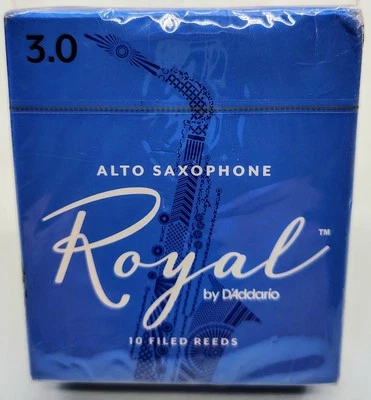 3.0
ALTO SAXOPHONE
Royal™
by D'Addario
10 FILED REEDS